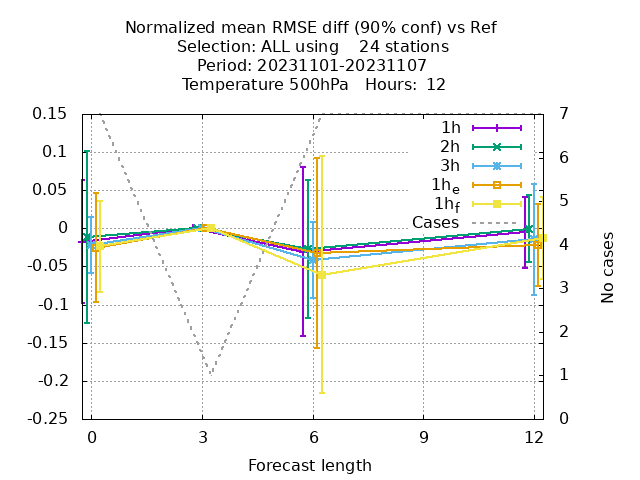 Normalized mean RMSE diff (90% conf) vs Ref
Selection: ALL using    24 stations
Period: 20231101-20231107
Temperature 500hPa   Hours:  12
0.15
0.1
0.05
0
-0.05
-0.1
-0.15
-0.2
-0.25
7
6
5
4
3
2
1
0
No cases
1h
2h
3h
1he
1hf
Cases
0
3
6
9
12
Forecast length